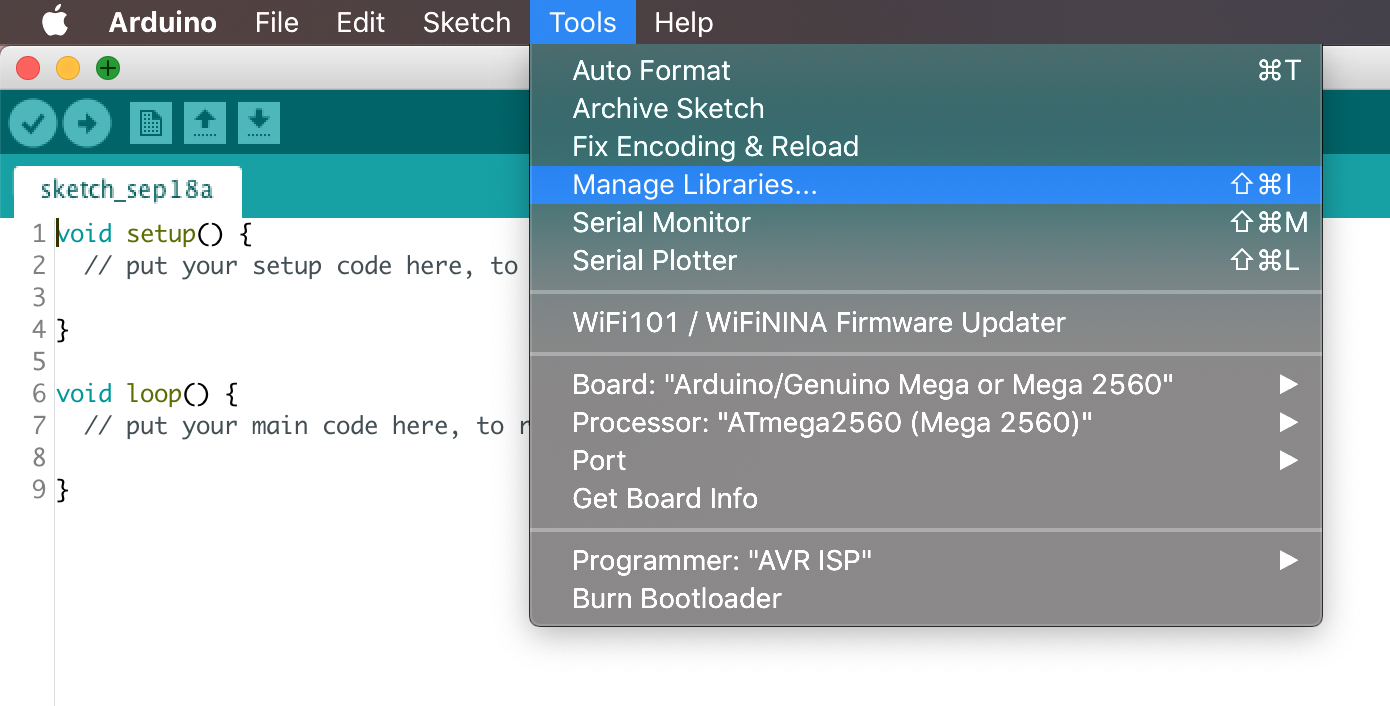 Arduino File Edit Sketch Tools Help
Auto Format ⌘T
Archive Sketch
Fix Encoding & Reload
Manage Libraries... ⇧⌘I
Serial Monitor ⇧⌘M
Serial Plotter ⇧⌘L
WiFi101 / WiFiNINA Firmware Updater
Board: "Arduino/Genuino Mega or Mega 2560" ▶
Processor: "ATmega2560 (Mega 2560)" ▶
Port ▶
Get Board Info
Programmer: "AVR ISP" ▶
Burn Bootloader
sketch_sep18a
1 void setup() {
2 // put your setup code here, to
3
4 }
5
6 void loop() {
7 // put your main code here, to r
8
9 }